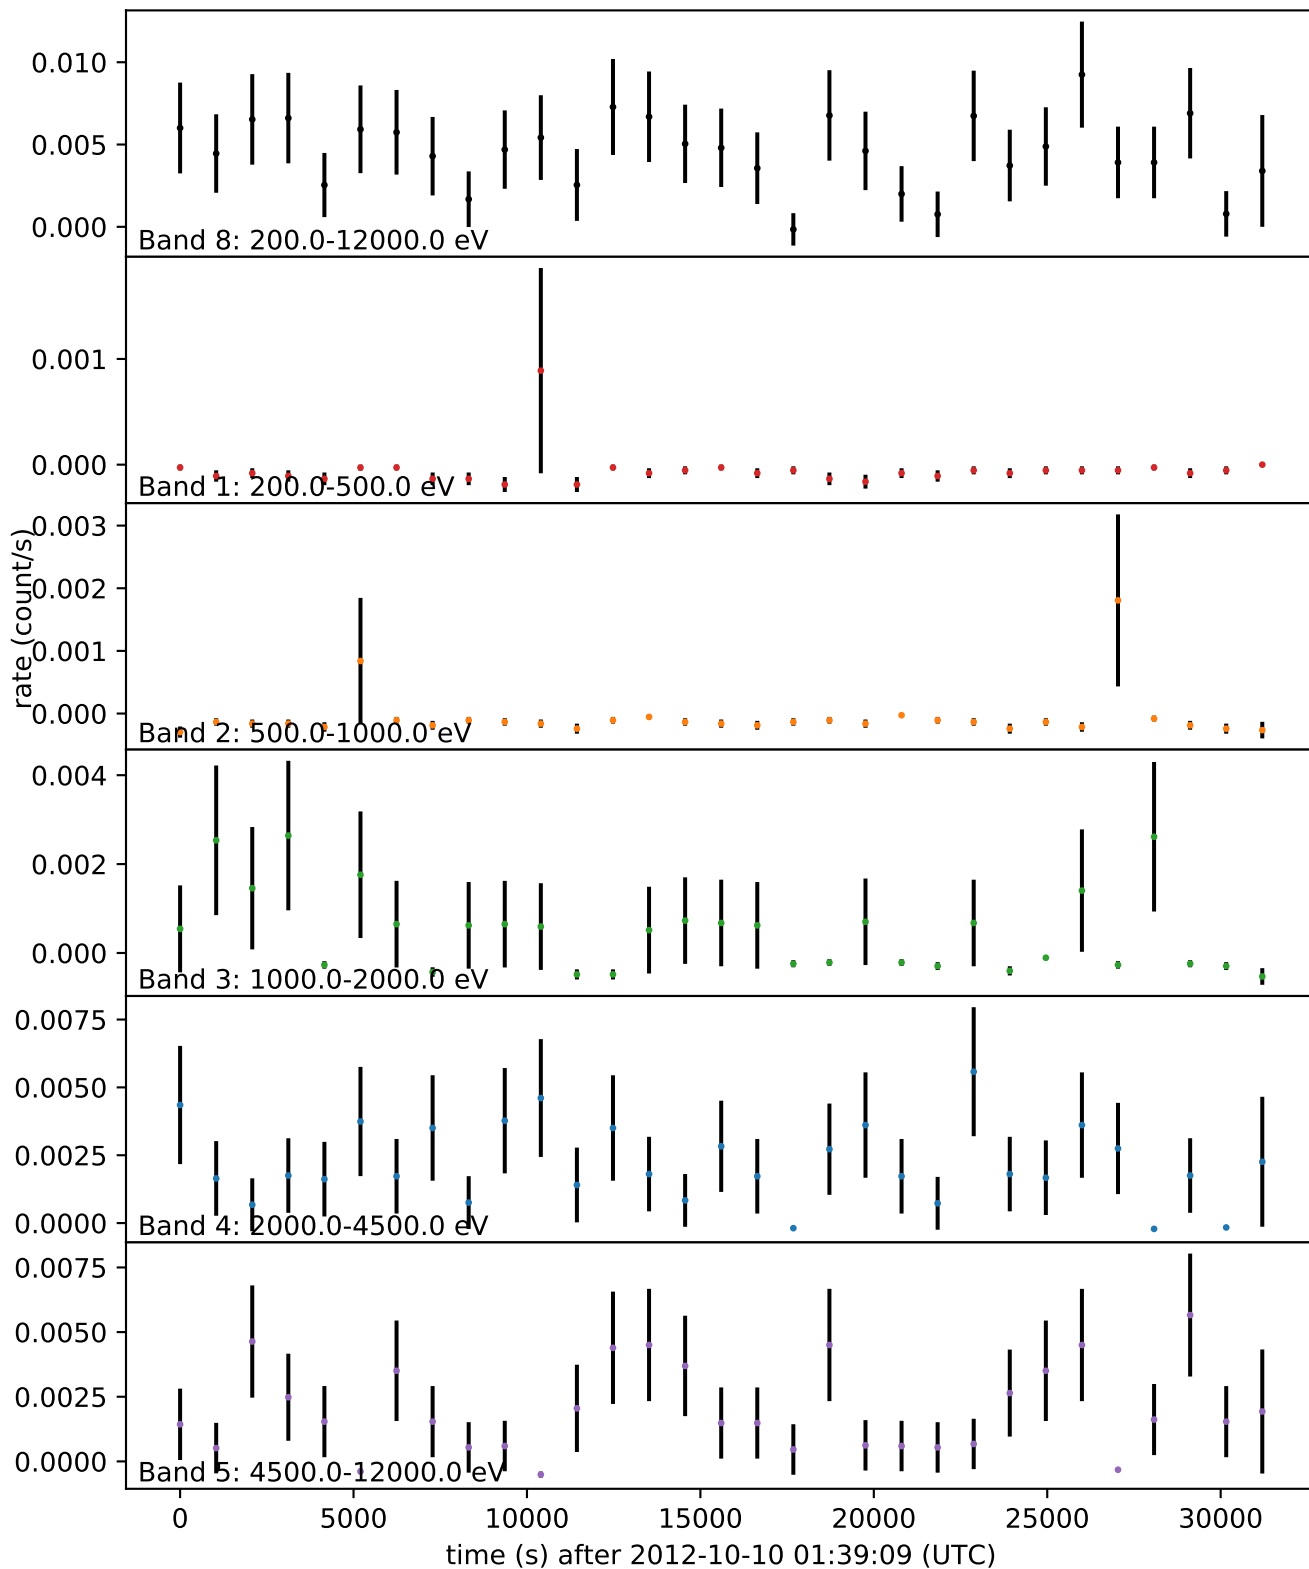 0.010
0.005
0.000
Band 8: 200.0-12000.0 eV
0.001
0.000
Band 1: 200.0-500.0 eV
rate (count/s)
0.003
0.002
0.001
0.000
Band 2: 500.0-1000.0 eV
0.004
0.002
0.000
Band 3: 1000.0-2000.0 eV
0.0075
0.0050
0.0025
0.0000
Band 4: 2000.0-4500.0 eV
0.0075
0.0050
0.0025
0.0000
Band 5: 4500.0-12000.0 eV
0 5000 10000 15000 20000 25000 30000
time (s) after 2012-10-10 01:39:09 (UTC)